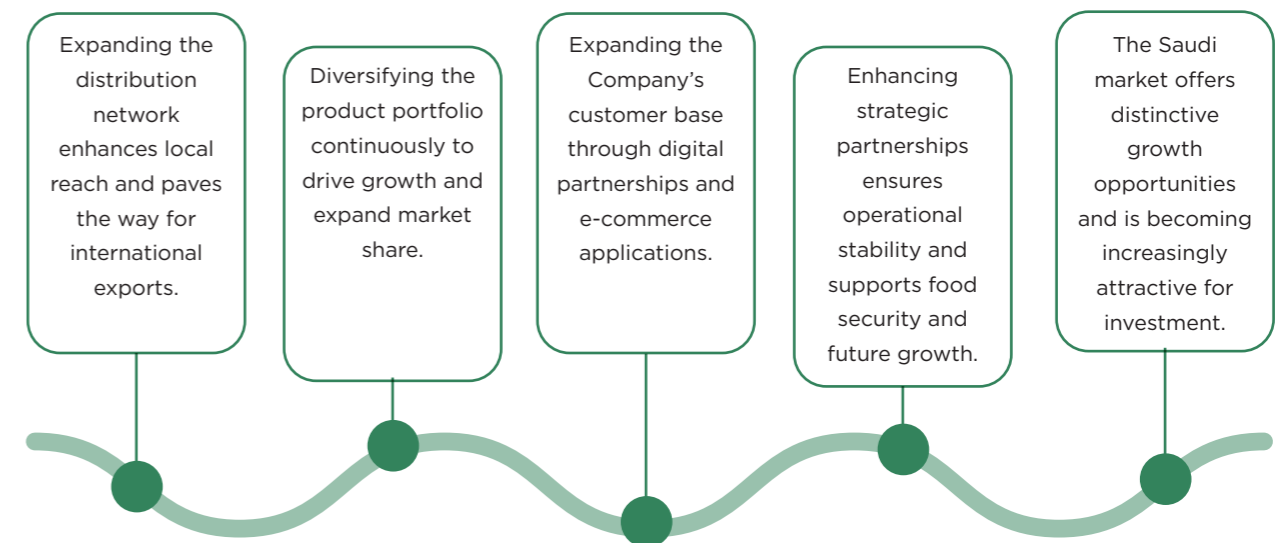 Expanding the
distribution
network
enhances local
reach and paves
the way for
international
exports.
Diversifying the
product portfolio
continuously to
drive growth and
expand market
share.
Expanding the
Company’s
customer base
through digital
partnerships and
e-commerce
applications.
Enhancing
strategic
partnerships
ensures
operational
stability and
supports food
security and
future growth.
The Saudi
market offers
distinctive
growth
opportunities
and is becoming
increasingly
attractive for
investment.